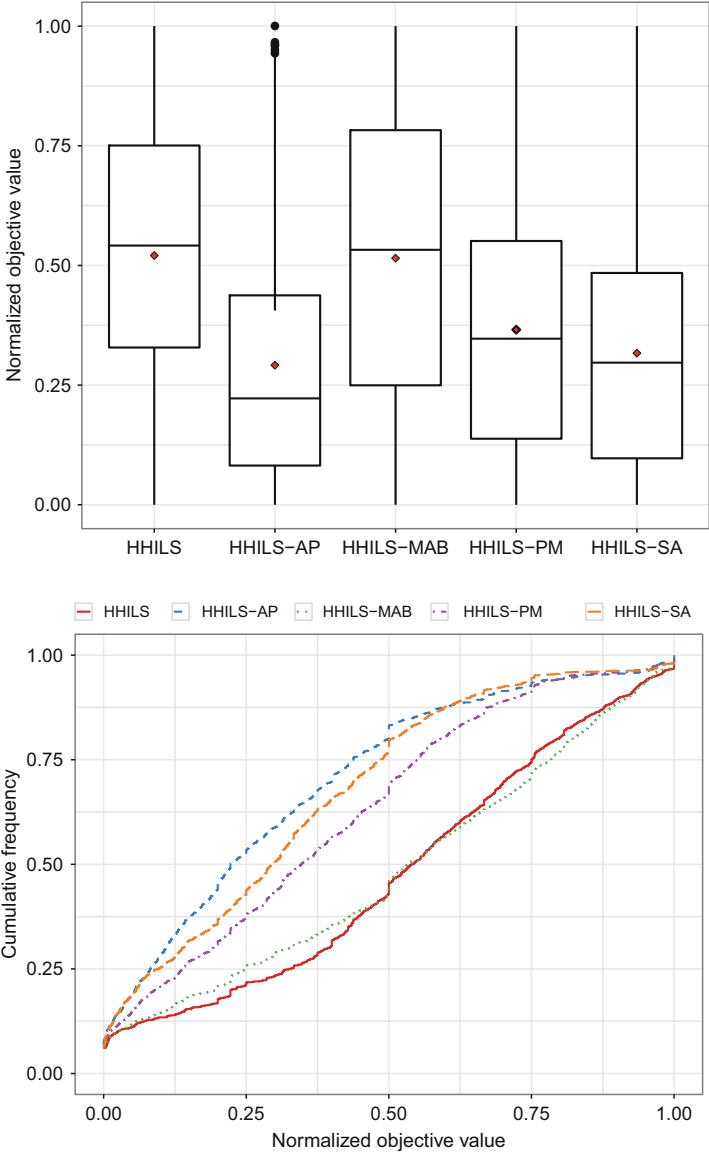 1.00
0.75
0.50
0.25
0.00
Normalized objective value
HHILS HHILS-AP HHILS-MAB HHILS-PM HHILS-SA
HHILS HHILS-AP HHILS-MAB HHILS-PM HHILS-SA
1.00
0.75
0.50
0.25
0.00
Cumulative frequency
0.00 0.25 0.50 0.75 1.00
Normalized objective value